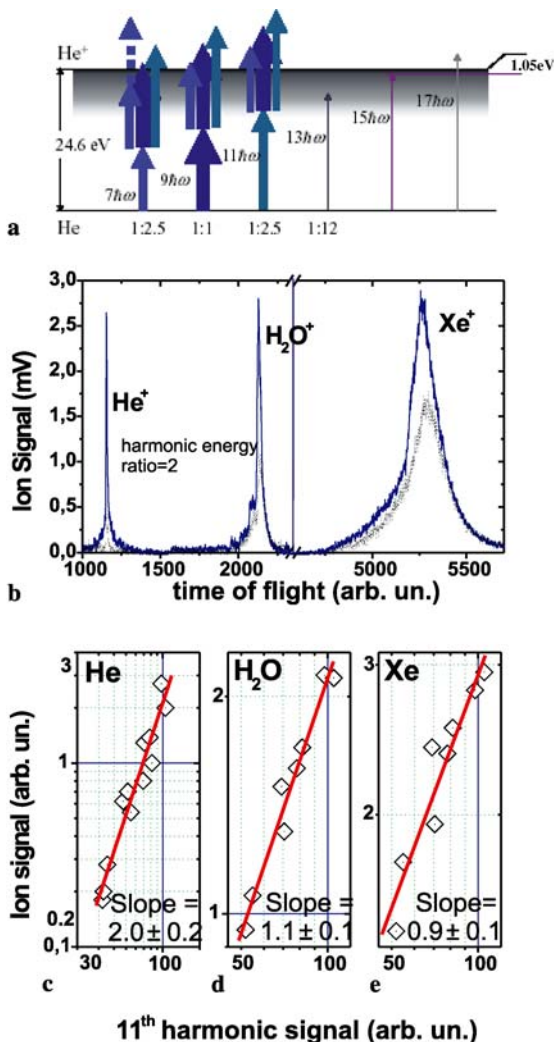 He⁺
1.05eV
24.6 eV
7ħω
9ħω
11ħω
13ħω
15ħω
17ħω
He
1:2.5
1:1
1:2.5
1:12
a
Ion Signal (mV)
3,0
2,5
2,0
1,5
1,0
0,5
0,0
He⁺
H₂O⁺
Xe⁺
harmonic energy
ratio=2
1000 1500 2000 5000 5500
time of flight (arb. un.)
b
Ion signal (arb. un.)
3
1
0.2
0,1
He
Slope =
2.0 ± 0.2
30
100
c
2
1
H₂O
Slope =
1.1 ± 0.1
50
100
d
3
2
Xe
Slope=
0.9 ± 0.1
50
100
e
11th harmonic signal (arb. un.)